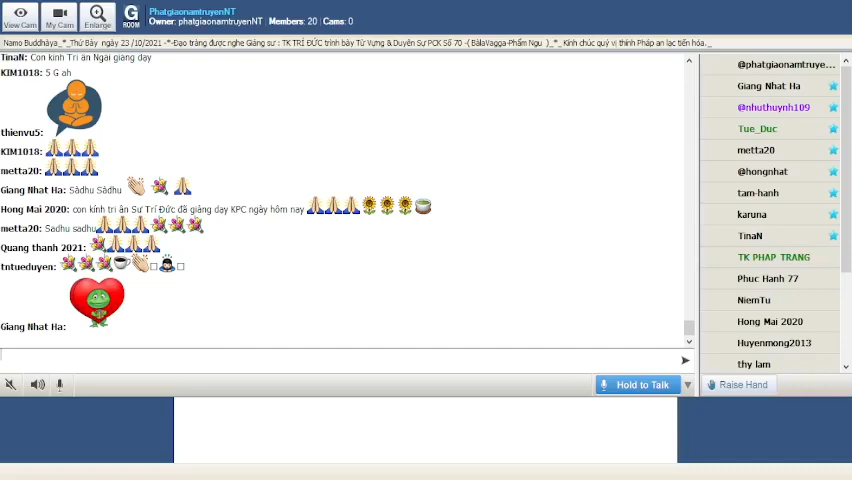 PhatgiaonamtruyenNT
Owner: phatgiaonamtruyenNT Members: 20 Cams: 0
View Cam
My Cam
Enlarge
G
ROOM
Namo Buddhàya_*_Thứ Bảy ngày 23 /10/2021 -*-Đạo tràng được nghe Giảng sư : TK TRÍ ĐỨC trình bày Từ Vựng & Duyên Sự PCK Số 70 -( BàlaVagga-Phẩm Ngu )_*_ Kính chúc quý vị thính Pháp an lạc tiến hóa._
TinaN: Con kính Tri ân Ngài giảng dạy
KIM1018: 5 G ah
thienvu5:
KIM1018:
metta20:
Giang Nhat Ha: Sàdhu Sàdhu
Hong Mai 2020: con kính tri ân Sư Trí Đức đã giảng dạy KPC ngày hôm nay
metta20: Sadhu sadhu
Quang thanh 2021:
tntueduyen:
Giang Nhat Ha:
@phatgiaonamtruye...
Giang Nhat Ha
@nhuthuynh109
Tue_Duc
metta20
@hongnhat
tam-hanh
karuna
TinaN
TK PHAP TRANG
Phuc Hanh 77
NiemTu
Hong Mai 2020
Huyenmong2013
thy lam
Hold to Talk
Raise Hand